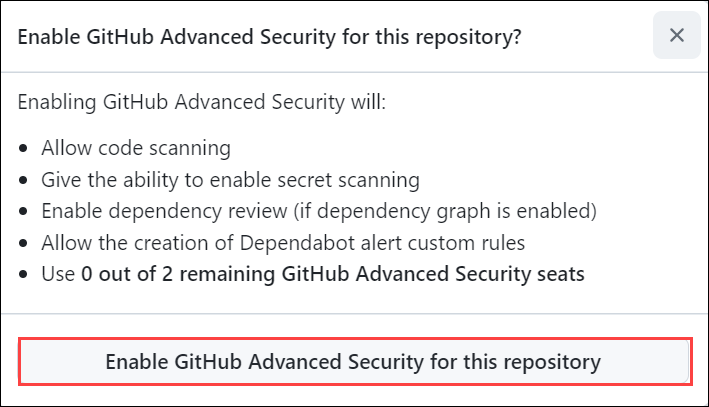 Enable GitHub Advanced Security for this repository?
Enabling GitHub Advanced Security will:
Allow code scanning
Give the ability to enable secret scanning
Enable dependency review (if dependency graph is enabled)
Allow the creation of Dependabot alert custom rules
Use 0 out of 2 remaining GitHub Advanced Security seats
Enable GitHub Advanced Security for this repository